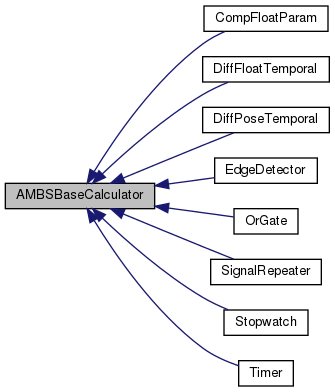 CompFloatParam
DiffFloatTemporal
DiffPoseTemporal
EdgeDetector
AMBSBaseCalculator
OrGate
SignalRepeater
Stopwatch
Timer